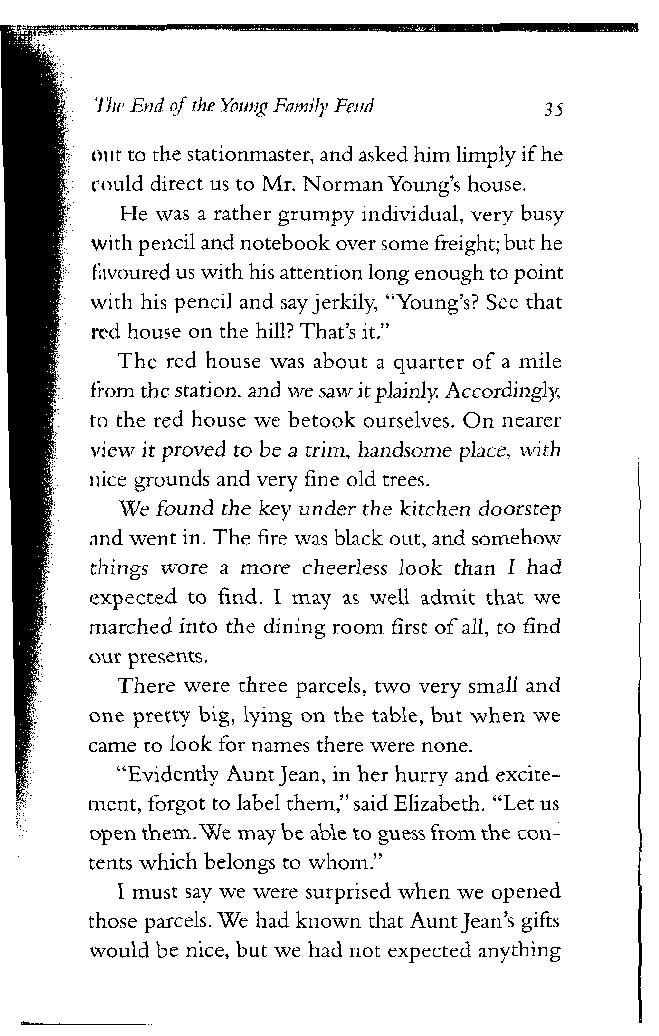 The End of the Young Family Feud 35
out to the stationmaster, and asked him limply if he
could direct us to Mr. Norman Young's house.
He was a rather grumpy individual, very busy
with pencil and notebook over some freight; but he
favoured us with his attention long enough to point
with his pencil and say jerkily, "Young's? See that
red house on the hill? That's it."
The red house was about a quarter of a mile
from the station, and we saw it plainly. Accordingly,
to the red house we betook ourselves. On nearer
view it proved to be a trim, handsome place, with
nice grounds and very fine old trees.
We found the key under the kitchen doorstep
and went in. The fire was black out, and somehow
things wore a more cheerless look than I had
expected to find. I may as well admit that we
marched into the dining room first of all, to find
our presents.
There were three parcels, two very small and
one pretty big, lying on the table, but when we
came to look for names there were none.
"Evidently Aunt Jean, in her hurry and excite-
ment, forgot to label them," said Elizabeth. "Let us
open them. We may be able to guess from the con-
tents which belongs to whom."
I must say we were surprised when we opened
those parcels. We had known that Aunt Jean's gifts
would be nice, but we had not expected anything